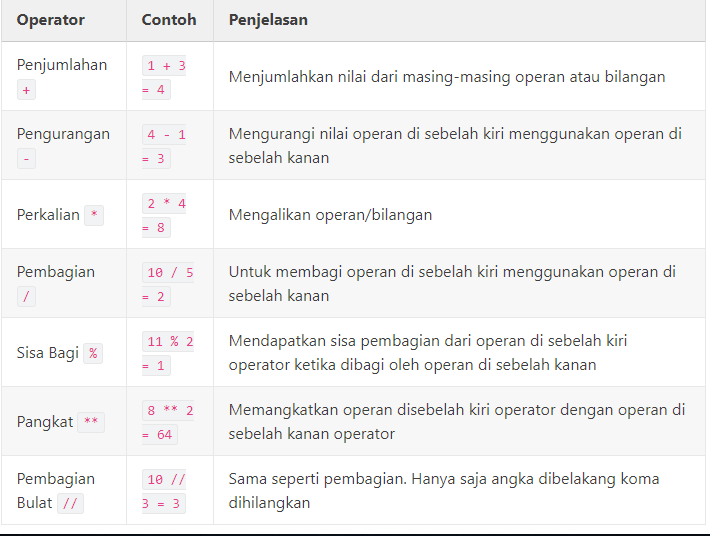 Operator Contoh Penjelasan
Penjumlahan 1 + 3
Menjumlahkan nilai dari masing-masing operan atau bilangan
+ = 4
Pengurangan 4 - 1 Mengurangi nilai operan di sebelah kiri menggunakan operan di
- = 3 sebelah kanan
2 * 4
Perkalian * Mengalikan operan/bilangan
= 8
Pembagian 10 / 5 Untuk membagi operan di sebelah kiri menggunakan operan di
/ = 2 sebelah kanan
11 % 2 Mendapatkan sisa pembagian dari operan di sebelah kiri
Sisa Bagi %
= 1 operator ketika dibagi oleh operan di sebelah kanan
8 ** 2 Memangkatkan operan disebelah kiri operator dengan operan di
Pangkat **
= 64 sebelah kanan operator
Pembagian 10 // Sama seperti pembagian. Hanya saja angka dibelakang koma
Bulat // 3 = 3 dihilangkan